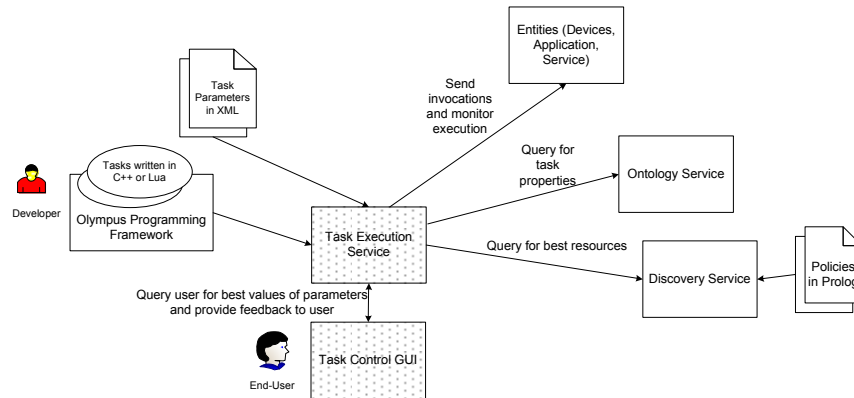 Entities (Devices,
Application,
Service)
Task
Parameters
in XML
Send
invocations
and monitor
execution
Tasks written in
C++ or Lua
Query for
task
properties
Ontology Service
Developer
Olympus Programming
Framework
Task Execution
Service
Query for best resources
Discovery Service
Policies
in Prolog
Query user for best values of parameters
and provide feedback to user
Task Control GUI
End-User